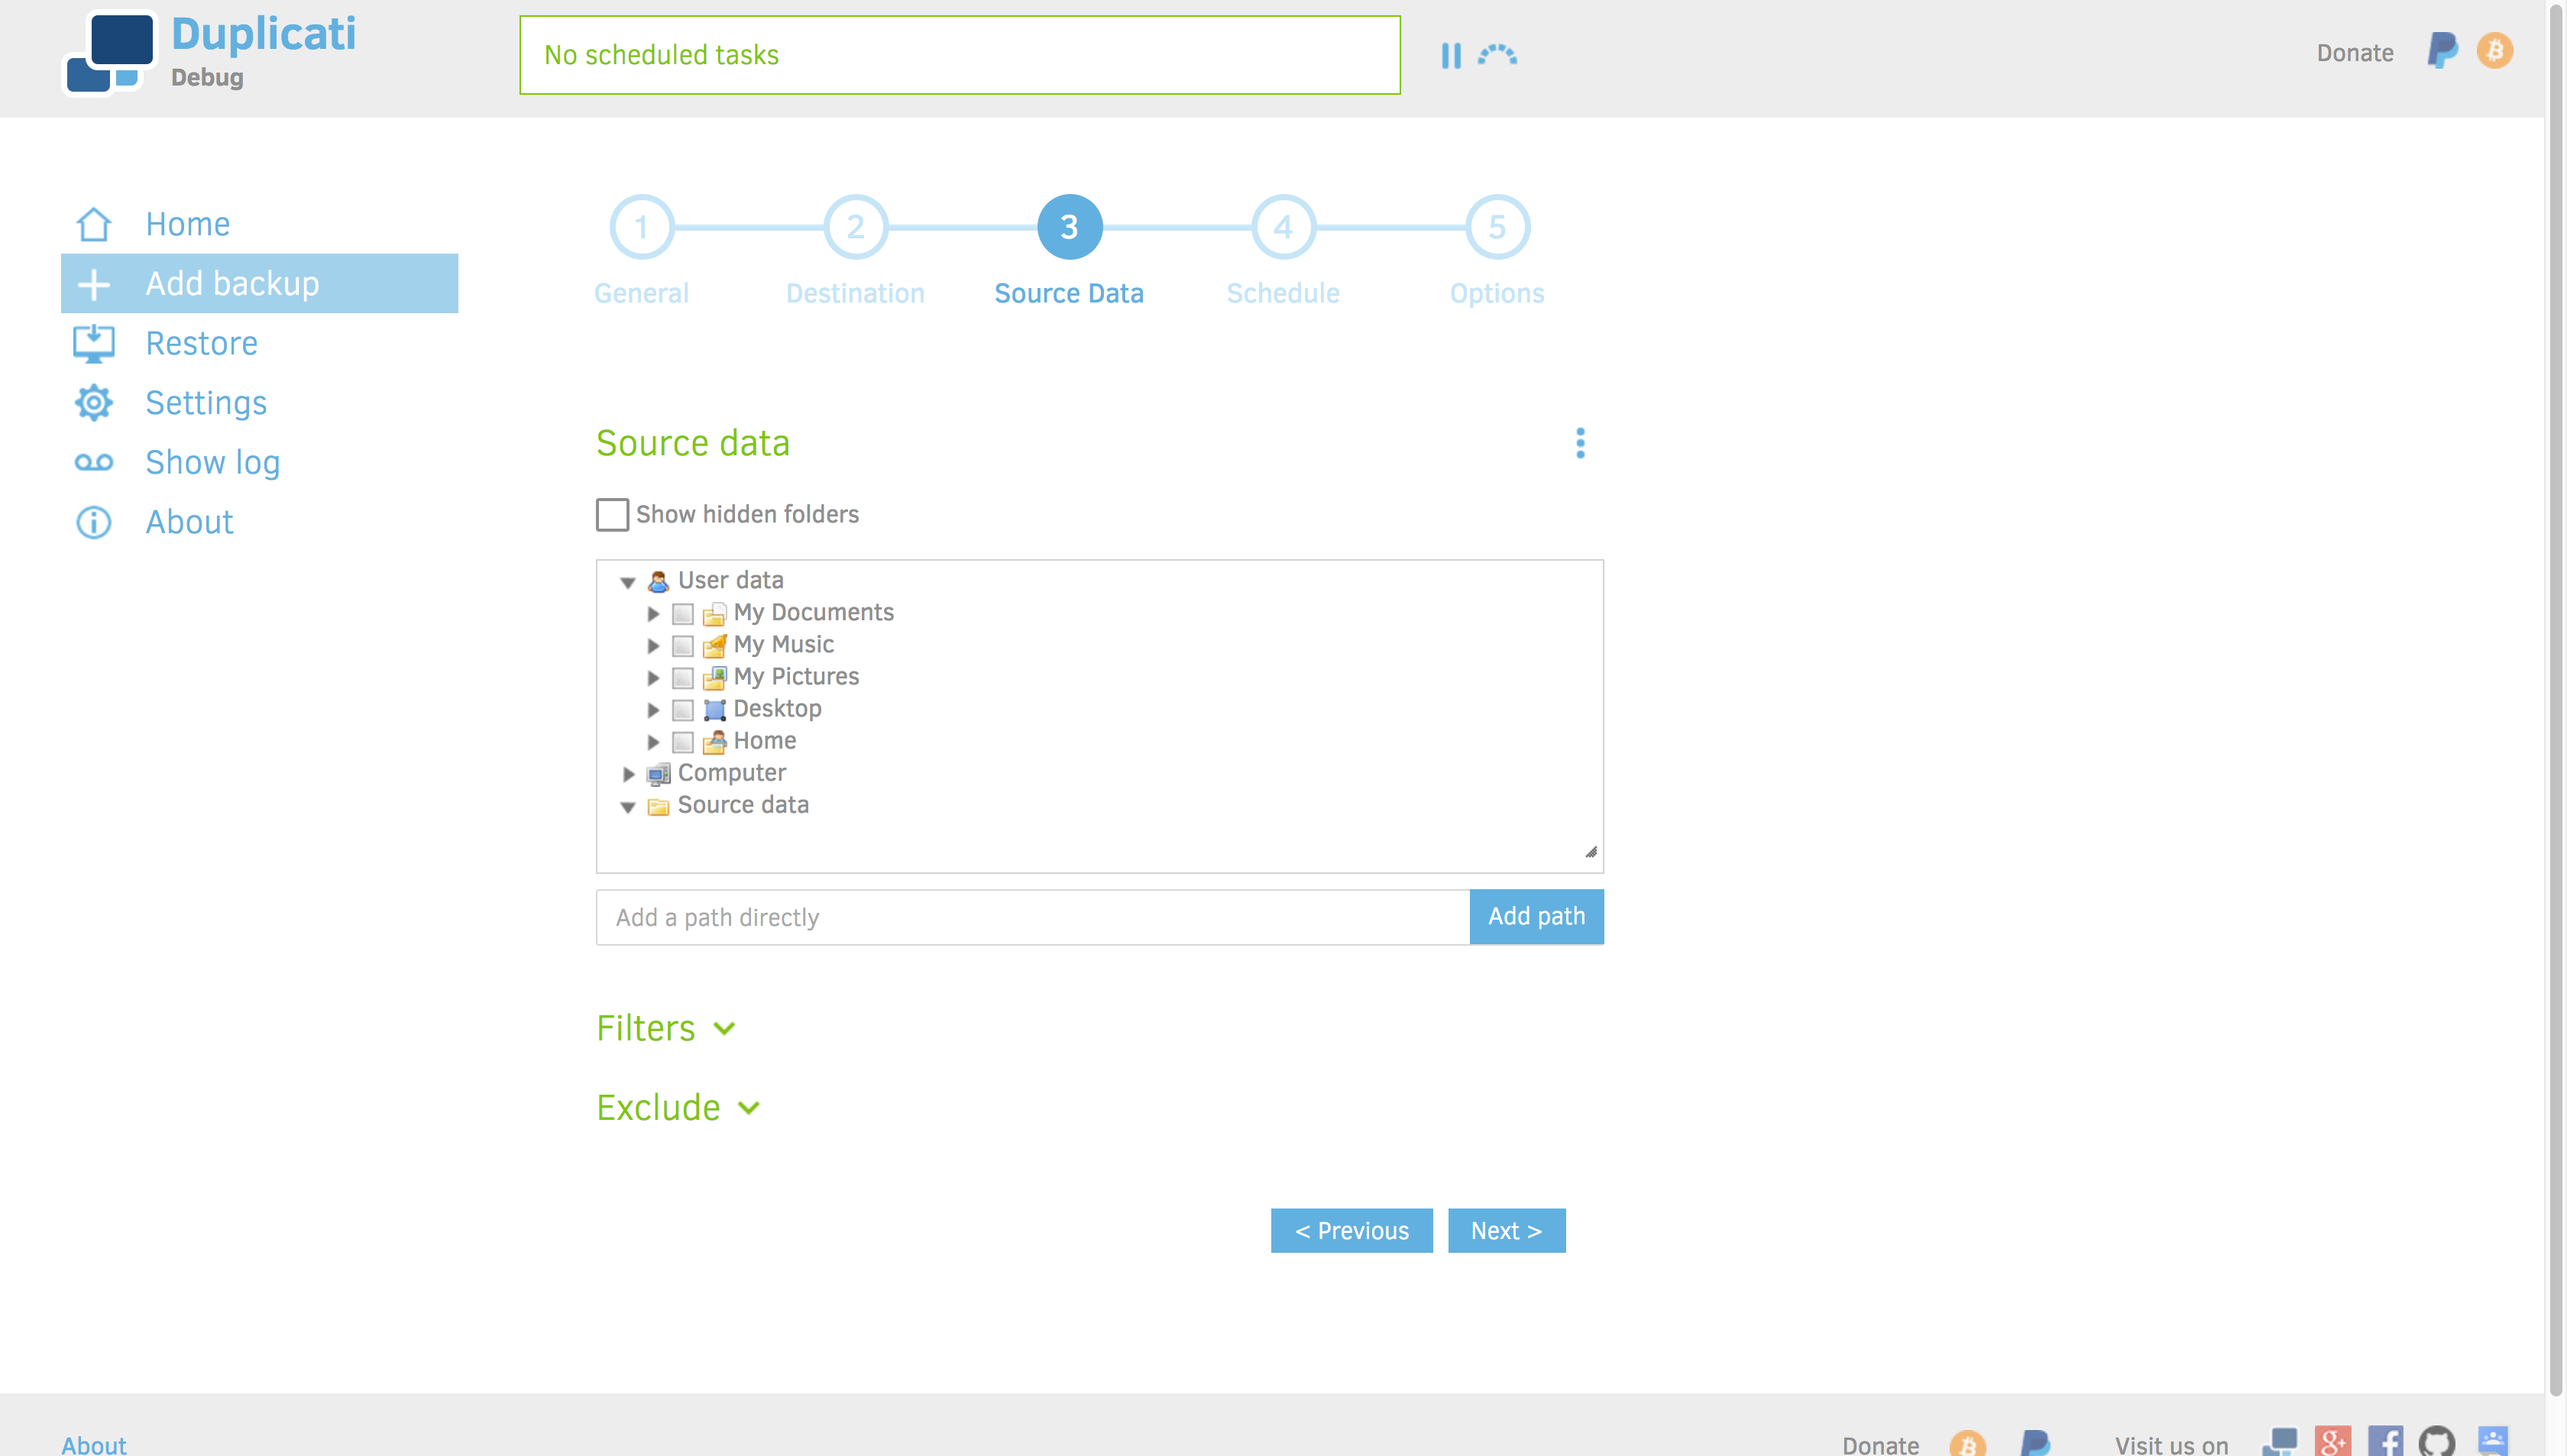 Duplicati
Debug
No scheduled tasks
Donate
Home
Add backup
Restore
Settings
Show log
About
1
2
3
4
5
General
Destination
Source Data
Schedule
Options
Source data
Show hidden folders
User data
My Documents
My Music
My Pictures
Desktop
Home
Computer
Source data
Add a path directly
Add path
Filters
Exclude
< Previous
Next >
About
Donate
Visit us on